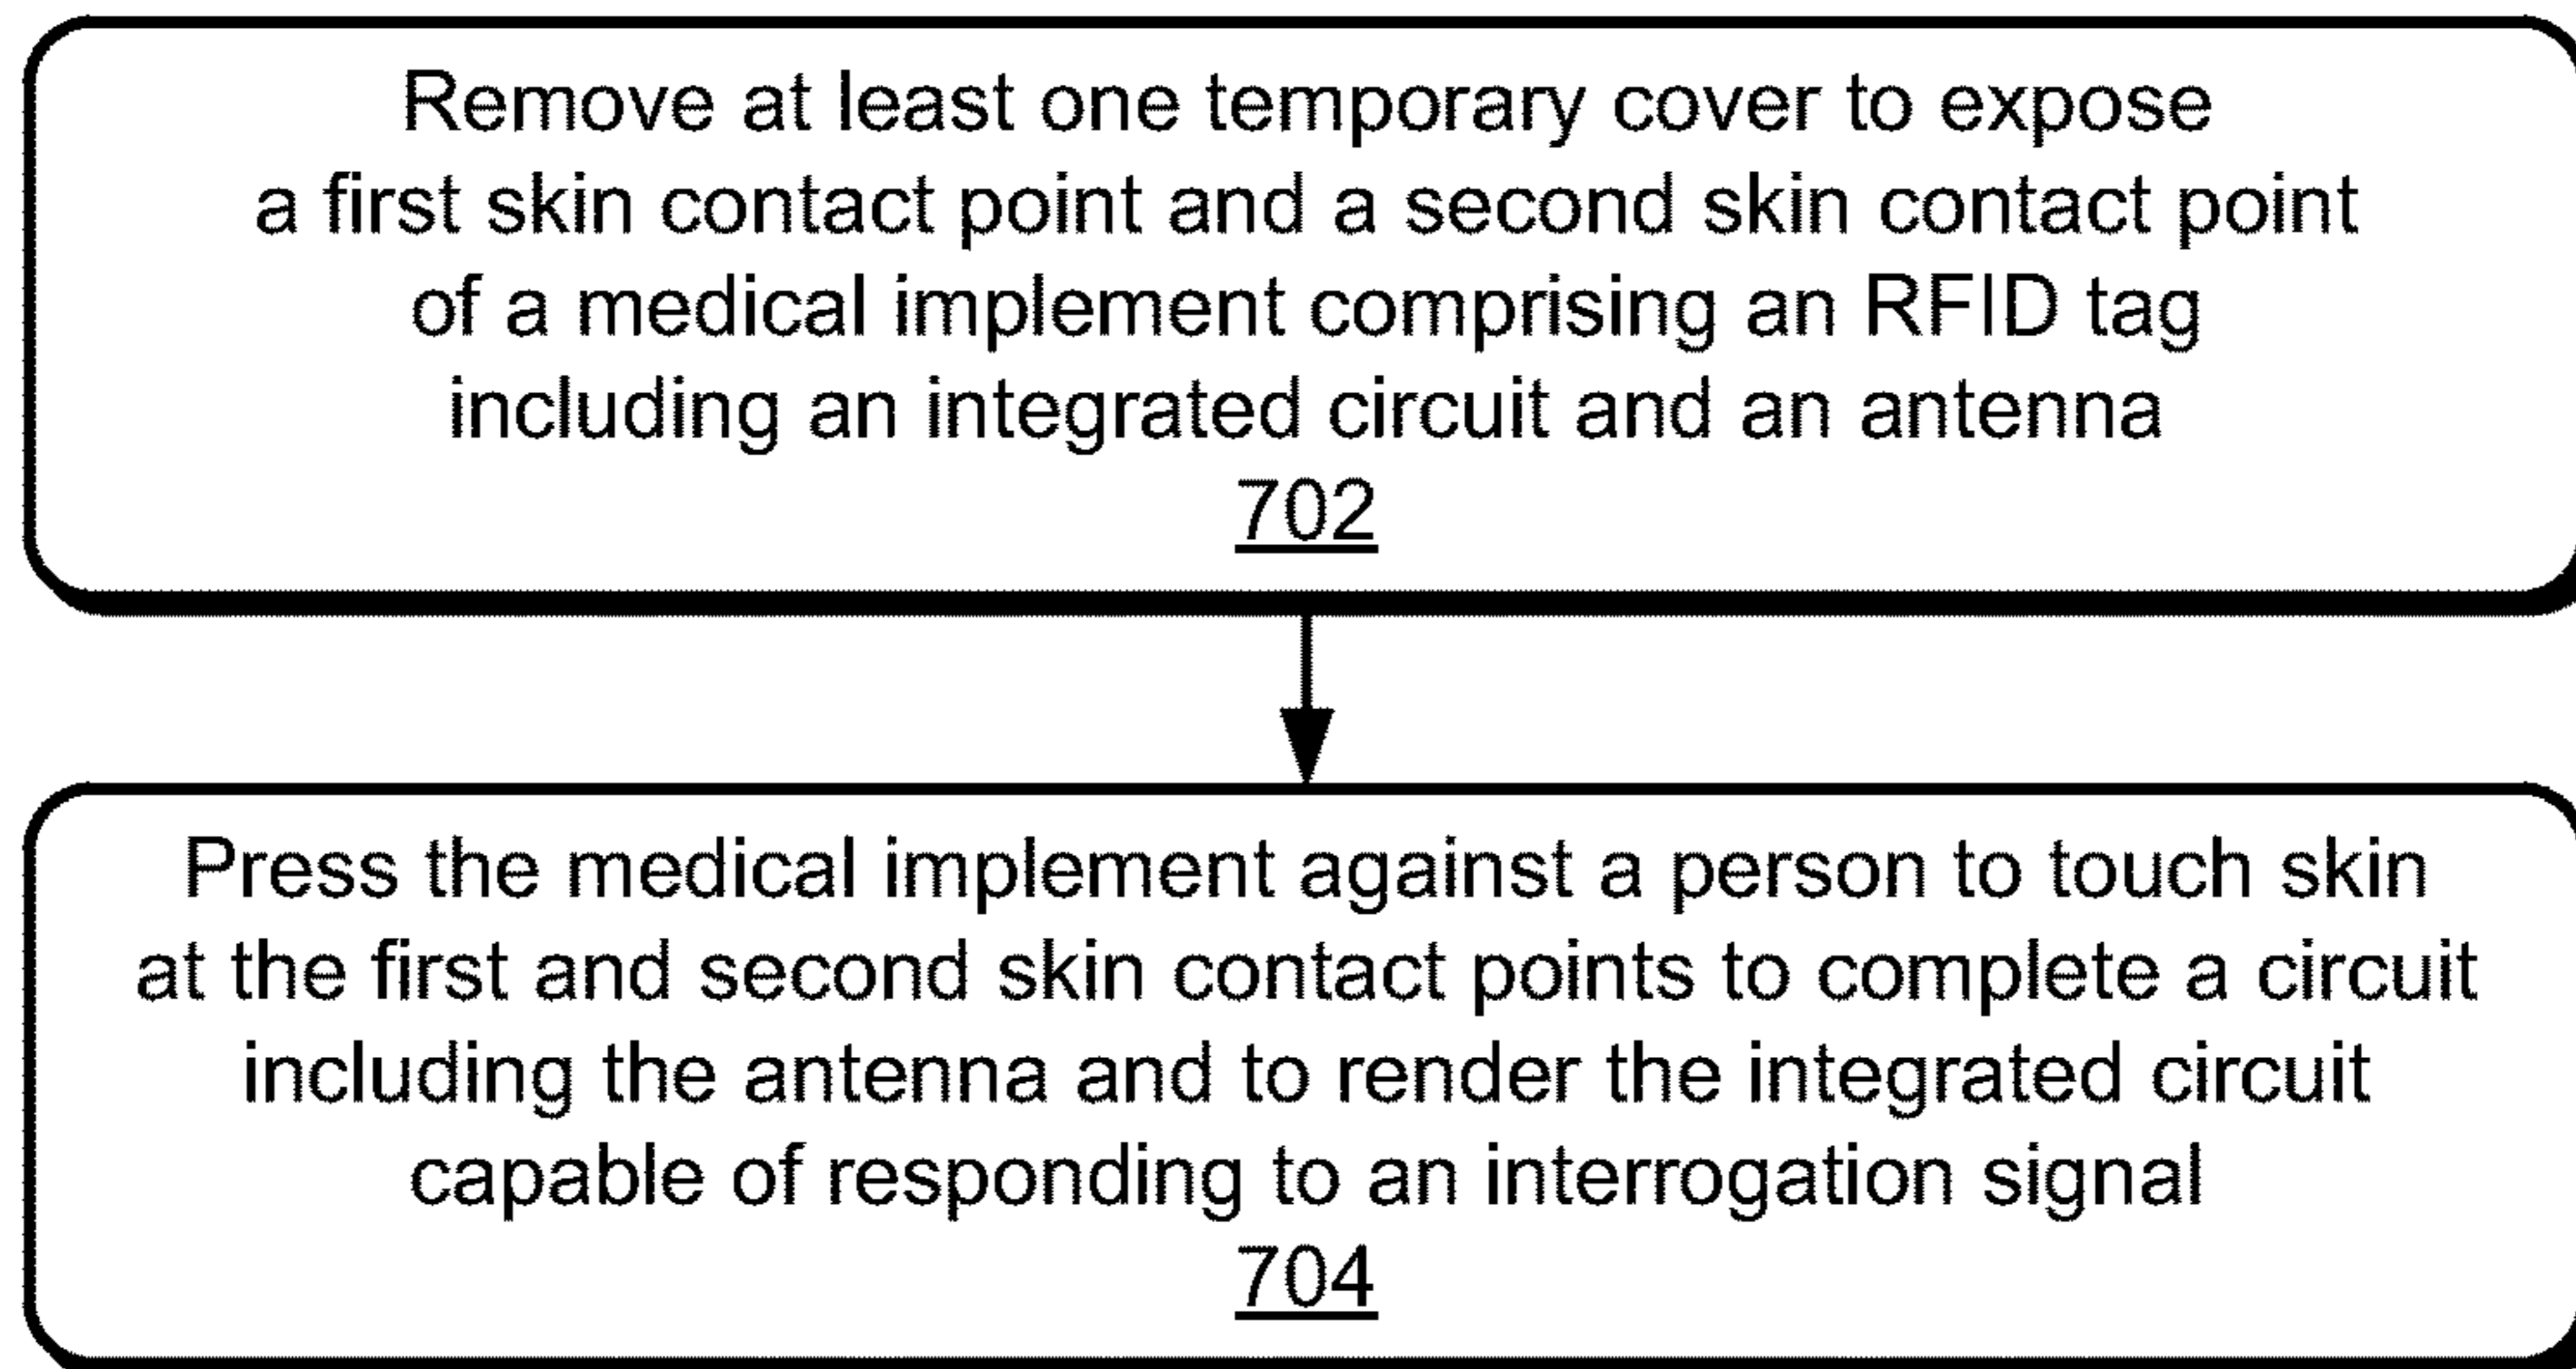 Remove at least one temporary cover to expose
a first skin contact point and a second skin contact point
of a medical implement comprising an RFID tag
including an integrated circuit and an antenna
702
Press the medical implement against a person to touch skin
at the first and second skin contact points to complete a circuit
including the antenna and to render the integrated circuit
capable of responding to an interrogation signal
704